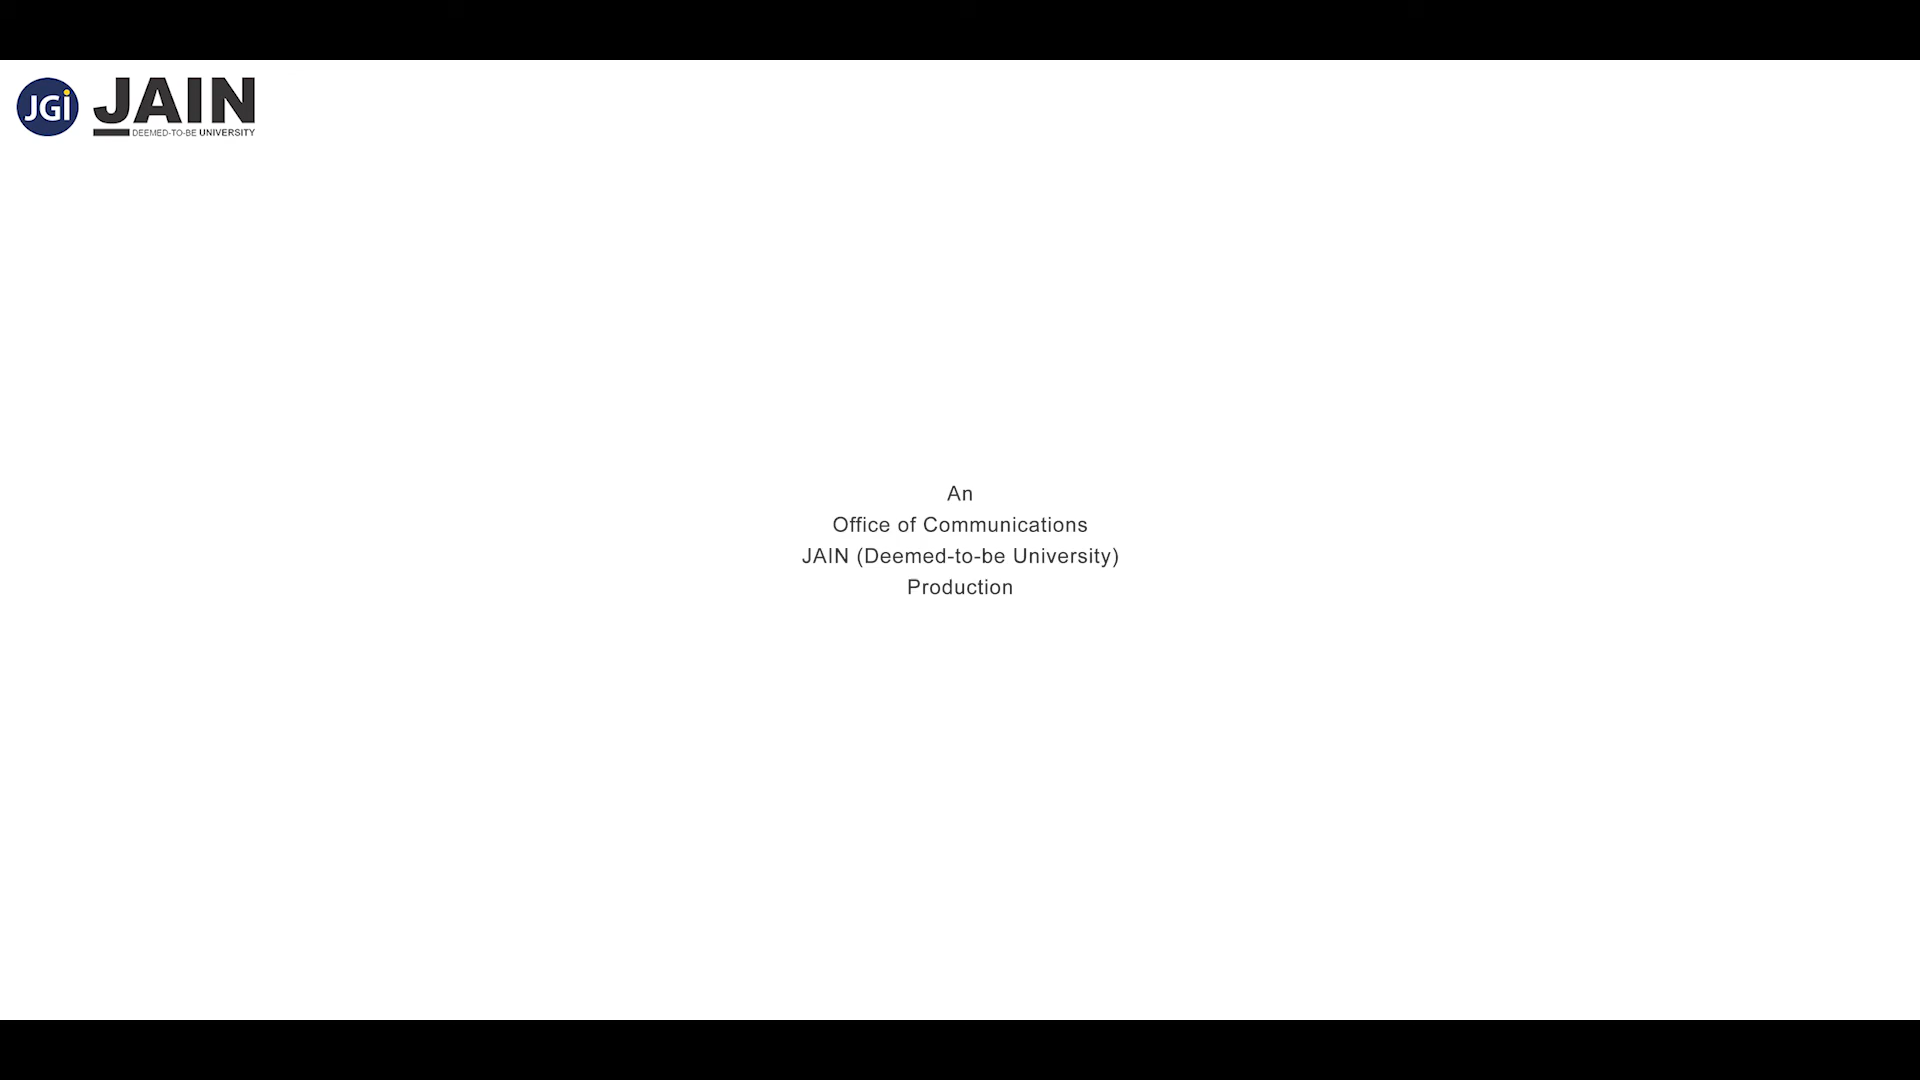 JGi JAIN
DEEMED-TO-BE UNIVERSITY
An
Office of Communications
JAIN (Deemed-to-be University)
Production